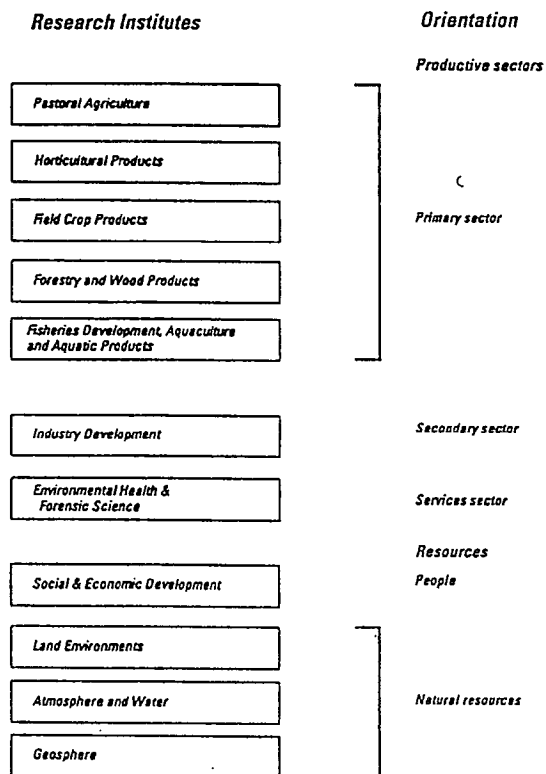 Research Institutes
Orientation
Productive sectors
Pastoral Agriculture
Horticultural Products
Field Crop Products
Primary sector
Forestry and Wood Products
Fisheries Development, Aquaculture
and Aquatic Products
Industry Development
Secondary sector
Environmental Health &
Forensic Science
Services sector
Resources
Social & Economic Development
People
Land Environments
Atmosphere and Water
Natural resources
Geosphere